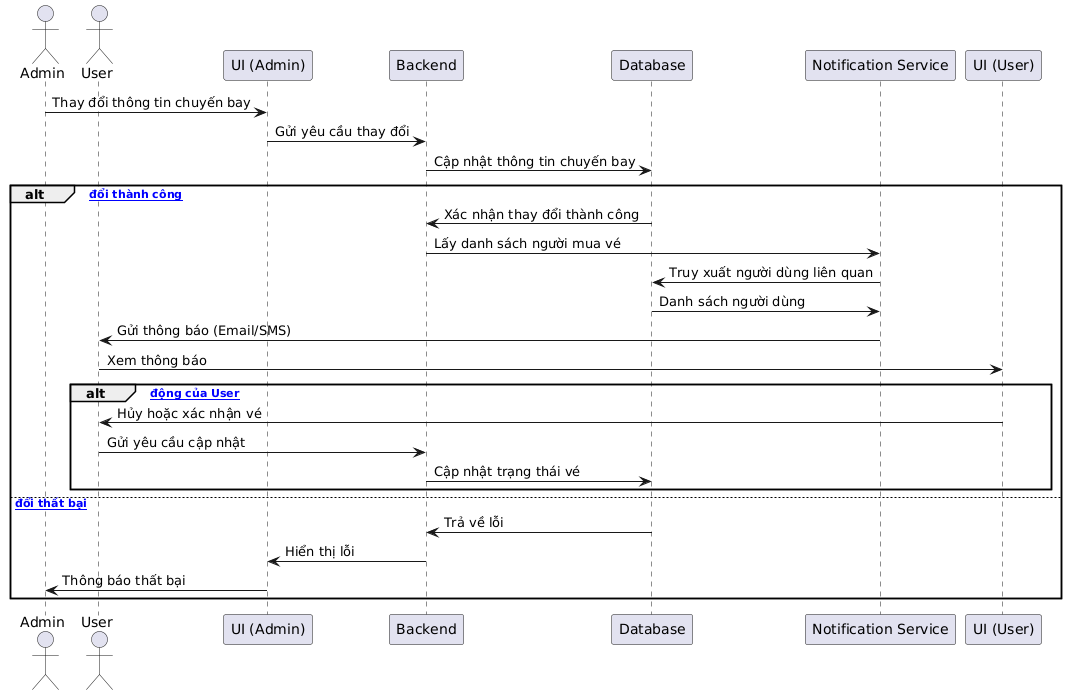 Admin
User
UI (Admin)
Backend
Database
Notification Service
UI (User)
Thay đổi thông tin chuyến bay
Gửi yêu cầu thay đổi
Cập nhật thông tin chuyến bay
alt
đổi thành công
Xác nhận thay đổi thành công
Lấy danh sách người mua vé
Truy xuất người dùng liên quan
Danh sách người dùng
Gửi thông báo (Email/SMS)
Xem thông báo
alt
động của User
Hủy hoặc xác nhận vé
Gửi yêu cầu cập nhật
Cập nhật trạng thái vé
đổi thất bại
Trả về lỗi
Hiển thị lỗi
Thông báo thất bại
Admin
User
UI (Admin)
Backend
Database
Notification Service
UI (User)